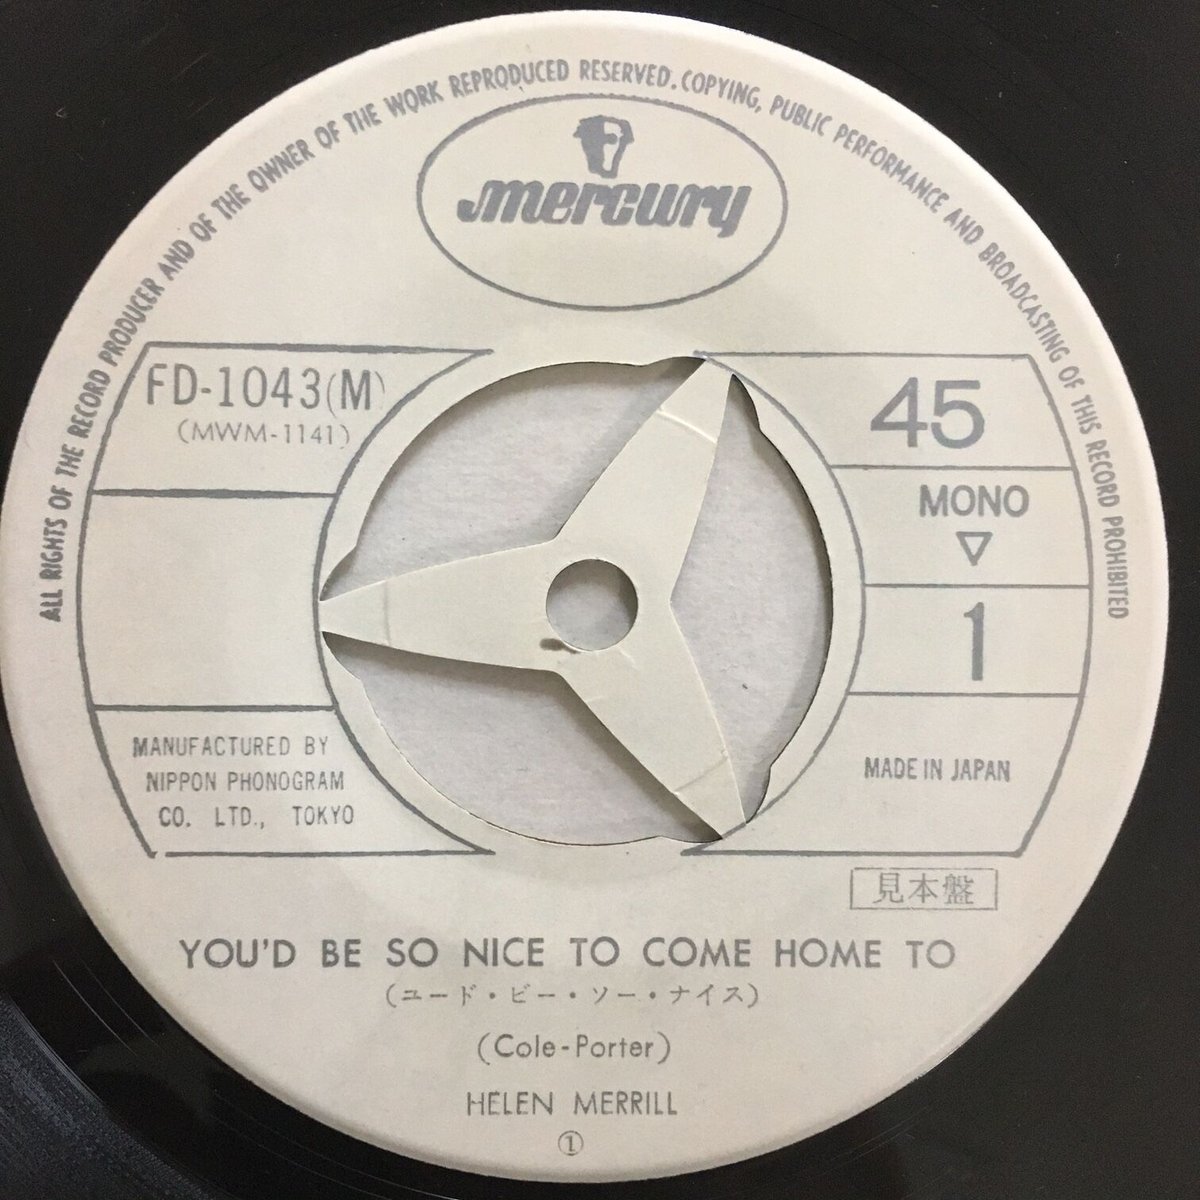 ALL RIGHTS OF THE RECORD PRODUCER AND OF THE OWNER OF THE WORK REPRODUCED RESERVED. COPYING, PUBLIC PERFORMANCE AND BROADCASTING OF THIS RECORD PROHIBITED
mercury
FD-1043(M)
(MWM-1141)
45
MONO
▽
1
MANUFACTURED BY
NIPPON PHONOGRAM
CO. LTD., TOKYO
MADE IN JAPAN
見本盤
YOU'D BE SO NICE TO COME HOME TO
(ユード・ビー・ソー・ナイス)
(Cole-Porter)
HELEN MERRILL
①